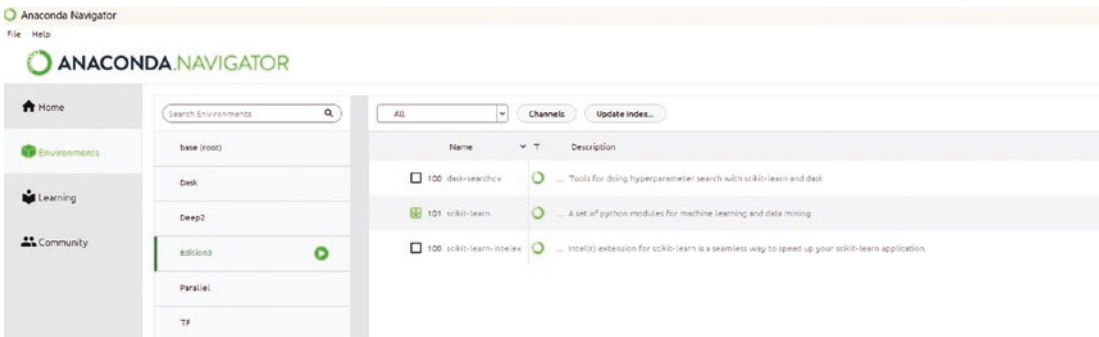 Anaconda Navigator
File Help
ANACONDA.NAVIGATOR
Home
Environments
Learning
Community
Search Environments
base (root)
Dask
Deep2
Edicion3
Parallel
TF
All Channels Update index...
Name T Description
100 dask-searchcv ... Tools for doing hyperparameter search with scikit-learn and dask
101 scikit-learn ... A set of python modules for machine learning and data mining
100 scikit-learn-intelex ... Intel(r) extension for scikit-learn is a seamless way to speed up your scikit-learn application.